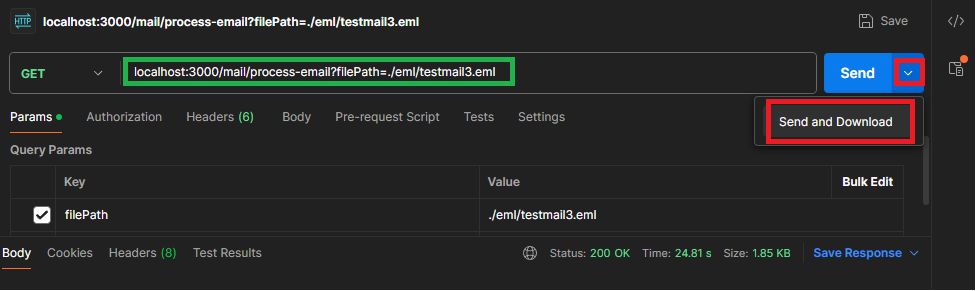 HTTP localhost:3000/mail/process-email?filePath=./eml/testmail3.eml Save
GET localhost:3000/mail/process-email?filePath=./eml/testmail3.eml Send
Send and Download
Params Authorization Headers (6) Body Pre-request Script Tests Settings
Query Params
Key Value Bulk Edit
filePath ./eml/testmail3.eml
Body Cookies Headers (8) Test Results Status: 200 OK Time: 24.81 s Size: 1.85 KB Save Response